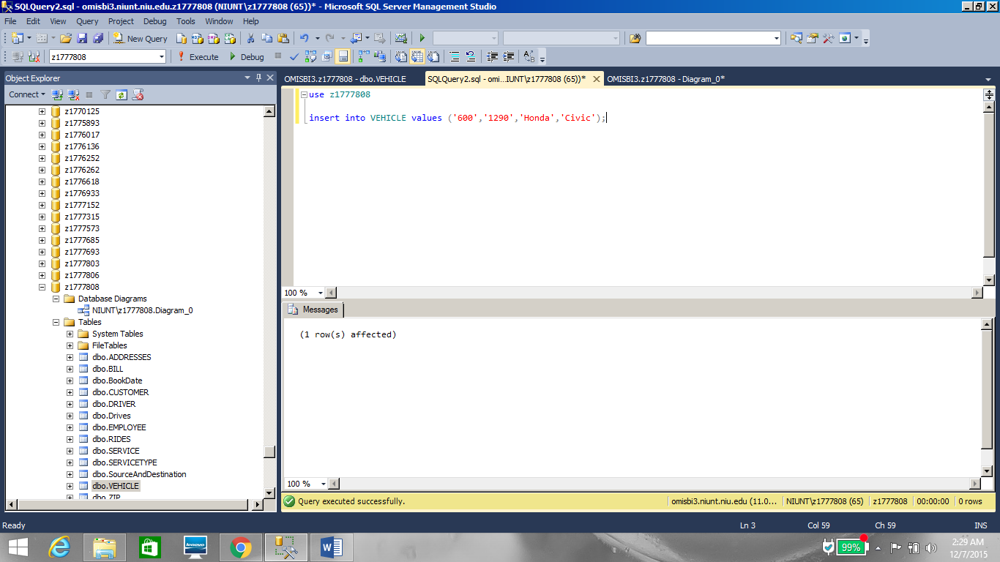 SQLQuery2.sql - omisbi3.niunt.niu.edu.z1777808 (NIUNT\z1777808 (65))* - Microsoft SQL Server Management Studio
File Edit View Query Project Debug Tools Window Help
New Query
z1777808 Execute Debug
Object Explorer
OMISBI3.z1777808 - dbo.VEHICLE SQLQuery2.sql - omi...IUNT\z1777808 (65))* OMISBI3.z1777808 - Diagram_0*
Connect
z1770125
z1775893
z1776017
z1776136
z1776252
z1776262
z1776618
z1776933
z1777152
z1777315
z1777573
z1777685
z1777693
z1777803
z1777806
z1777808
Database Diagrams
NIUNT\z1777808.Diagram_0
Tables
System Tables
FileTables
dbo.ADDRESSES
dbo.BILL
dbo.BookDate
dbo.CUSTOMER
dbo.DRIVER
dbo.Drives
dbo.EMPLOYEE
dbo.RIDES
dbo.SERVICE
dbo.SERVICETYPE
dbo.SourceAndDestination
dbo.VEHICLE
dbo.ZIP
use z1777808
insert into VEHICLE values ('600','1290','Honda','Civic');
100 %
Messages
(1 row(s) affected)
100 %
Query executed successfully. omisbi3.niunt.niu.edu (11.0... NIUNT\z1777808 (65) z1777808 00:00:00 0 rows
Ready Ln 3 Col 59 Ch 59 INS
lenovo 99% 2:29 AM
12/7/2015